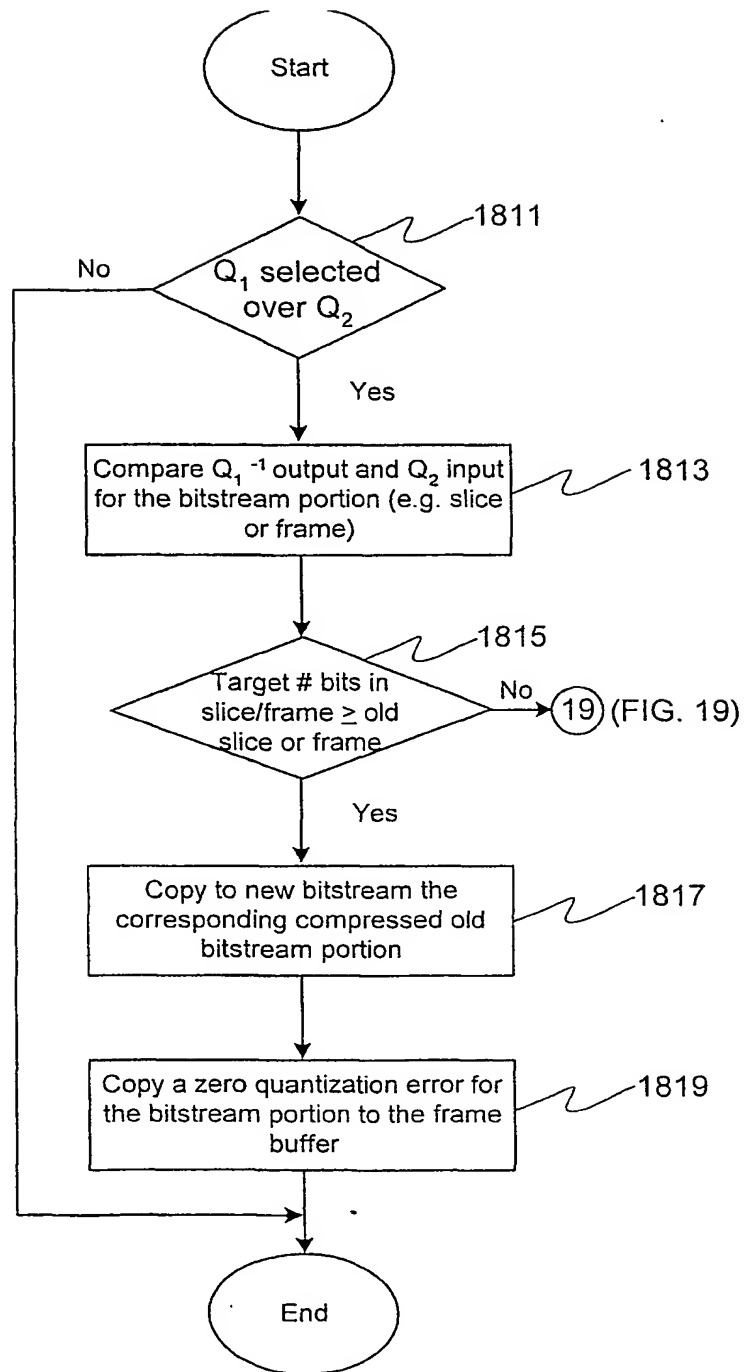 Start
1811
No
Q₁ selected
over Q₂
Yes
Compare Q₁ ⁻¹ output and Q₂ input
for the bitstream portion (e.g. slice
or frame)
1813
1815
Target # bits in
slice/frame ≥ old
slice or frame
No
19 (FIG. 19)
Yes
Copy to new bitstream the
corresponding compressed old
bitstream portion
1817
Copy a zero quantization error for
the bitstream portion to the frame
buffer
1819
End